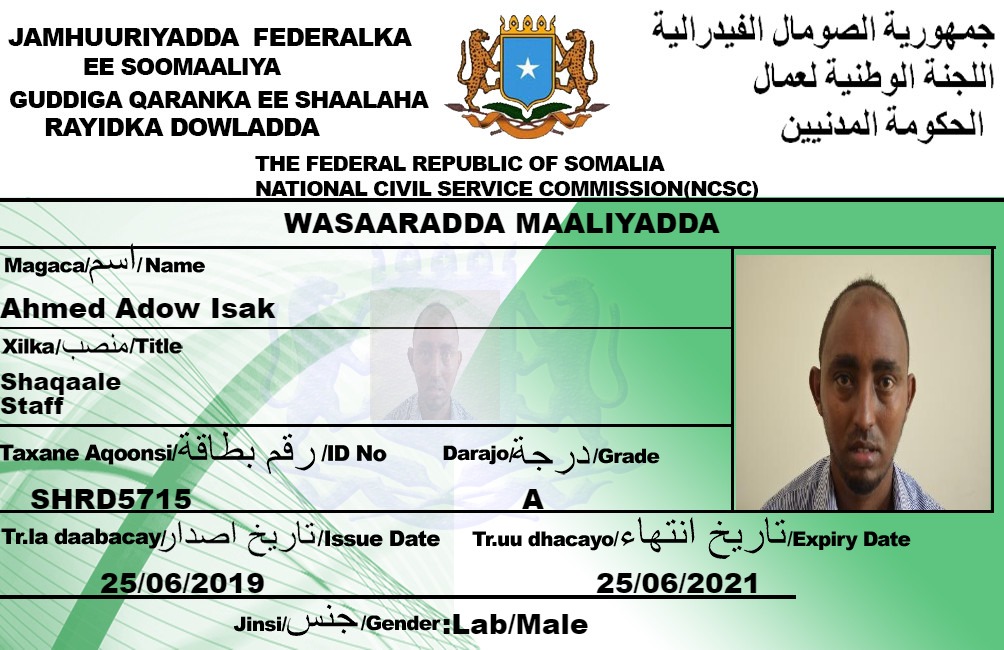 JAMHUURIYADDA FEDERALKA
EE SOOMAALIYA
GUDDIGA QARANKA EE SHAALAHA
RAYIDKA DOWLADDA
جمهورية الصومال الفيدرالية
اللجنة الوطنية لعمال
الحكومة المدنيين
THE FEDERAL REPUBLIC OF SOMALIA
NATIONAL CIVIL SERVICE COMMISSION(NCSC)
WASAARADDA MAALIYADDA
Magaca/اسم/Name
Ahmed Adow Isak
Xilka/منصب/Title
Shaqaale
Staff
Taxane Aqoonsi/رقم بطاقة/ID No
SHRD5715
Darajo/درجة/Grade
A
Tr.la daabacay/تاريخ اصدار/Issue Date
25/06/2019
Tr.uu dhacayo/تاريخ انتهاء/Expiry Date
25/06/2021
Jinsi/جنس/Gender:Lab/Male